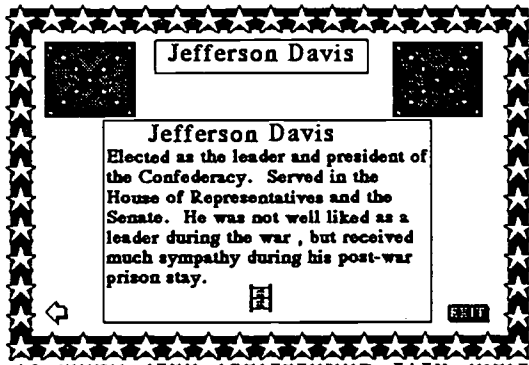 Jefferson Davis
Jefferson Davis
Elected as the leader and president of
the Confederacy. Served in the
House of Representatives and the
Senate. He was not well liked as a
leader during the war , but received
much sympathy during his post-war
prison stay.
EXIT